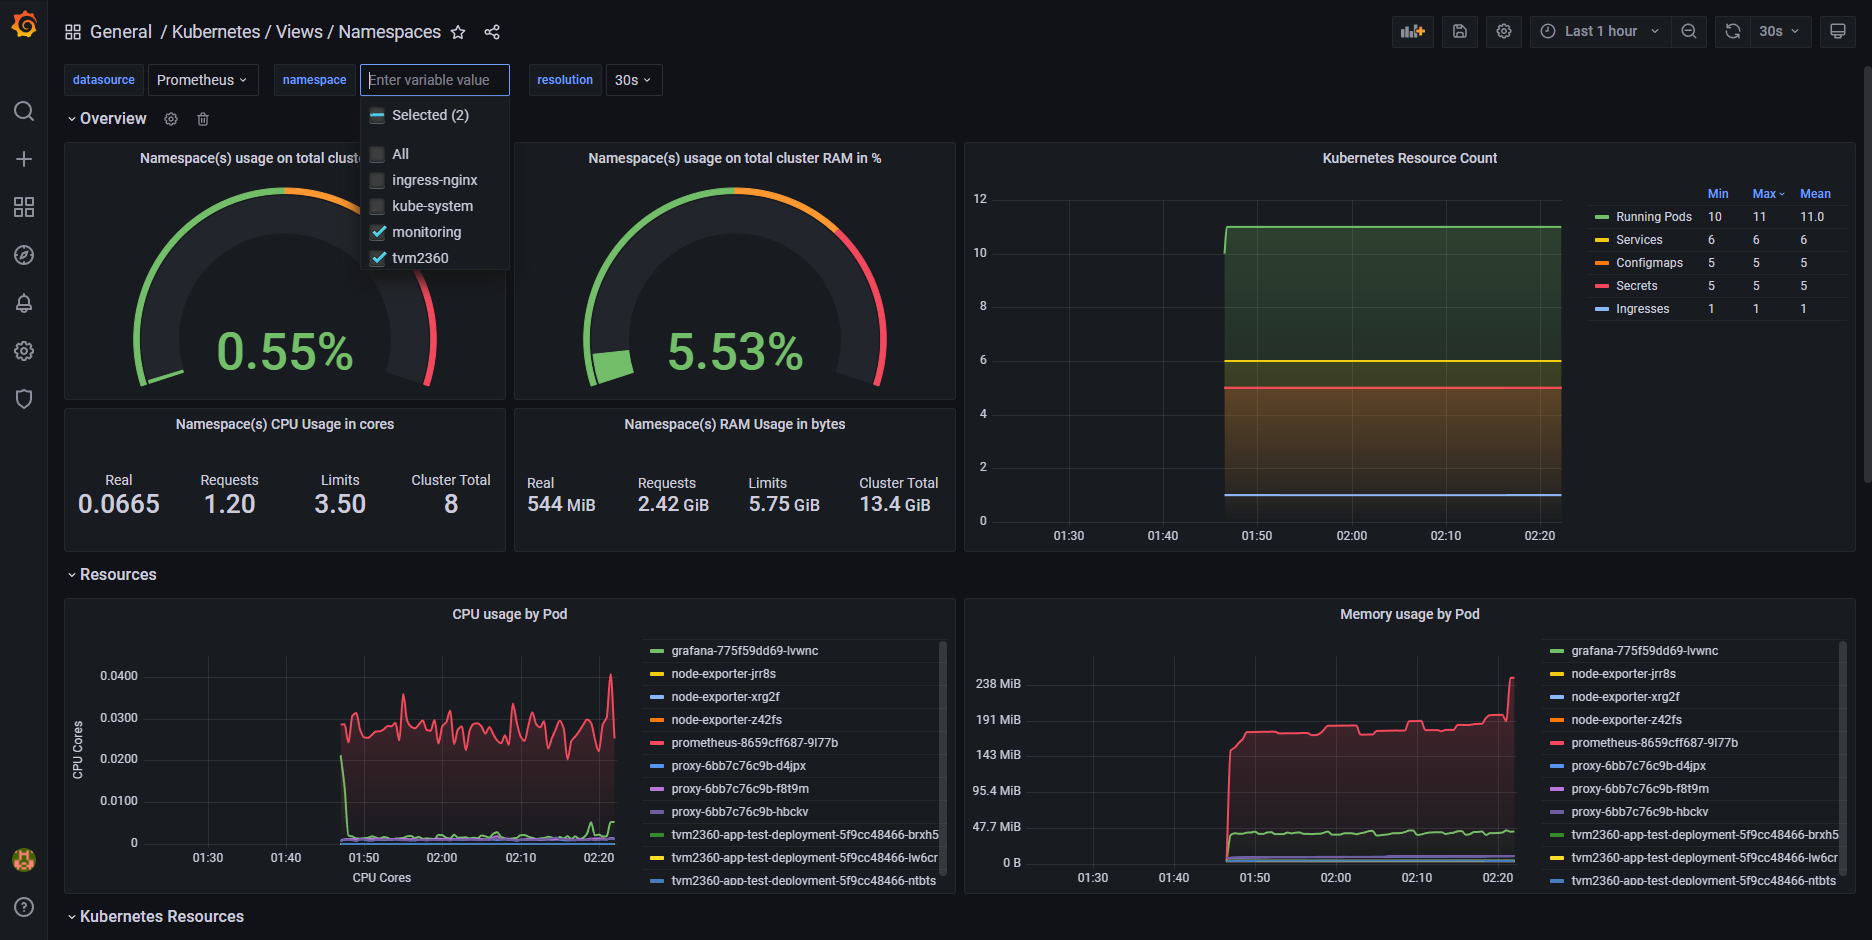 General / Kubernetes / Views / Namespaces
Last 1 hour
30s
datasource
Prometheus
namespace
Enter variable value
resolution
30s
Selected (2)
All
ingress-nginx
kube-system
monitoring
tvm2360
Overview
Namespace(s) usage on total clust
0.55%
Namespace(s) usage on total cluster RAM in %
5.53%
Kubernetes Resource Count
12
10
8
6
4
2
0
01:30 01:40 01:50 02:00 02:10 02:20
Min Max Mean
Running Pods 10 11 11.0
Services 6 6 6
Configmaps 5 5 5
Secrets 5 5 5
Ingresses 1 1 1
Namespace(s) CPU Usage in cores
Real Requests Limits Cluster Total
0.0665 1.20 3.50 8
Namespace(s) RAM Usage in bytes
Real Requests Limits Cluster Total
544 MiB 2.42 GiB 5.75 GiB 13.4 GiB
Resources
CPU usage by Pod
CPU Cores
0.0400
0.0300
0.0200
0.0100
0
01:30 01:40 01:50 02:00 02:10 02:20
CPU Cores
grafana-775f59dd69-lvwnc
node-exporter-jrr8s
node-exporter-xrg2f
node-exporter-z42fs
prometheus-8659cff687-9l77b
proxy-6bb7c76c9b-d4jpx
proxy-6bb7c76c9b-f8t9m
proxy-6bb7c76c9b-hbckv
tvm2360-app-test-deployment-5f9cc48466-brxh5
tvm2360-app-test-deployment-5f9cc48466-lw6cr
tvm2360-app-test-deployment-5f9cc48466-ntbts
Memory usage by Pod
238 MiB
191 MiB
143 MiB
95.4 MiB
47.7 MiB
0 B
01:30 01:40 01:50 02:00 02:10 02:20
grafana-775f59dd69-lvwnc
node-exporter-jrr8s
node-exporter-xrg2f
node-exporter-z42fs
prometheus-8659cff687-9l77b
proxy-6bb7c76c9b-d4jpx
proxy-6bb7c76c9b-f8t9m
proxy-6bb7c76c9b-hbckv
tvm2360-app-test-deployment-5f9cc48466-brxh5
tvm2360-app-test-deployment-5f9cc48466-lw6cr
tvm2360-app-test-deployment-5f9cc48466-ntbts
Kubernetes Resources